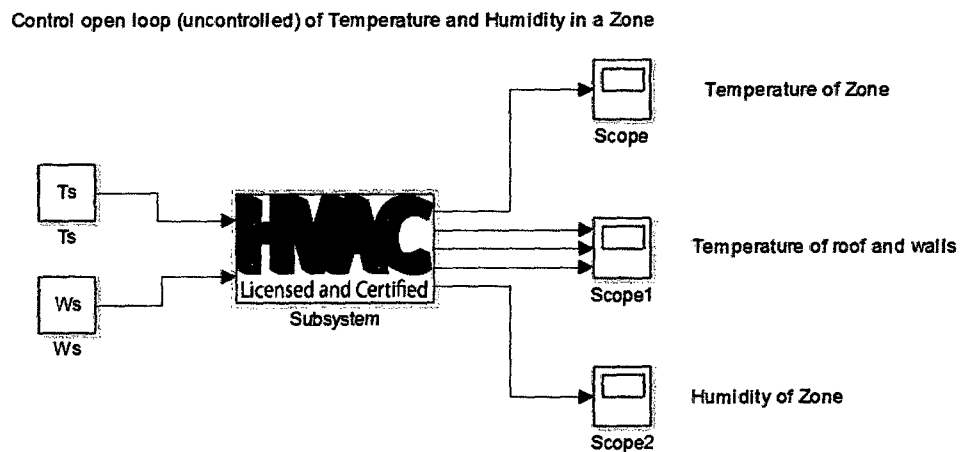 Control open loop (uncontrolled) of Temperature and Humidity in a Zone
Temperature of Zone
Scope
Ts
Ts
HVAC
Licensed and Certified
Subsystem
Temperature of roof and walls
Scope1
Ws
Ws
Humidity of Zone
Scope2